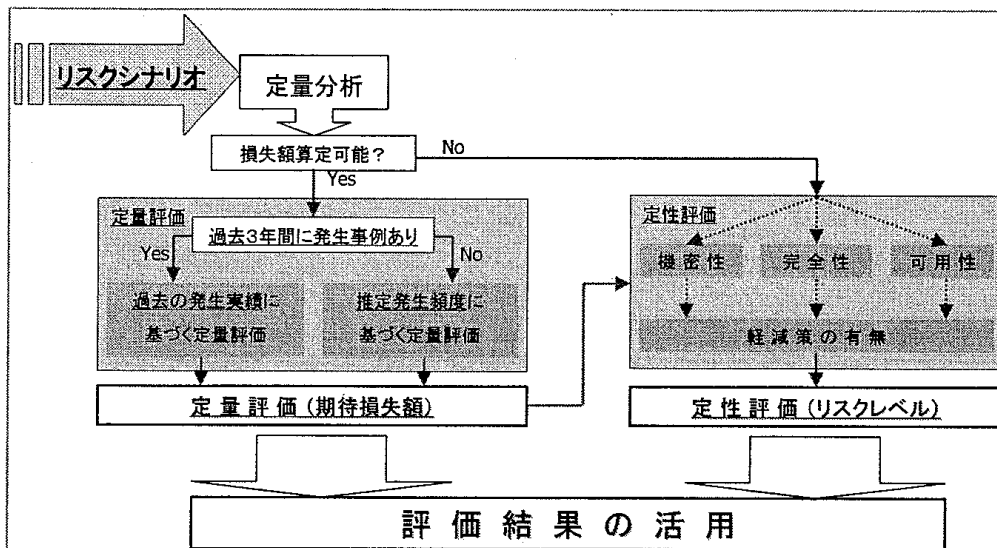 リスクシナリオ
定量分析
損失額算定可能?
No
Yes
定量評価
過去3年間に発生事例あり
Yes
No
過去の発生実績に
基づく定量評価
推定発生頻度に
基づく定量評価
定量評価(期待損失額)
定性評価
機密性
完全性
可用性
軽減策の有無
定性評価(リスクレベル)
評価結果の活用